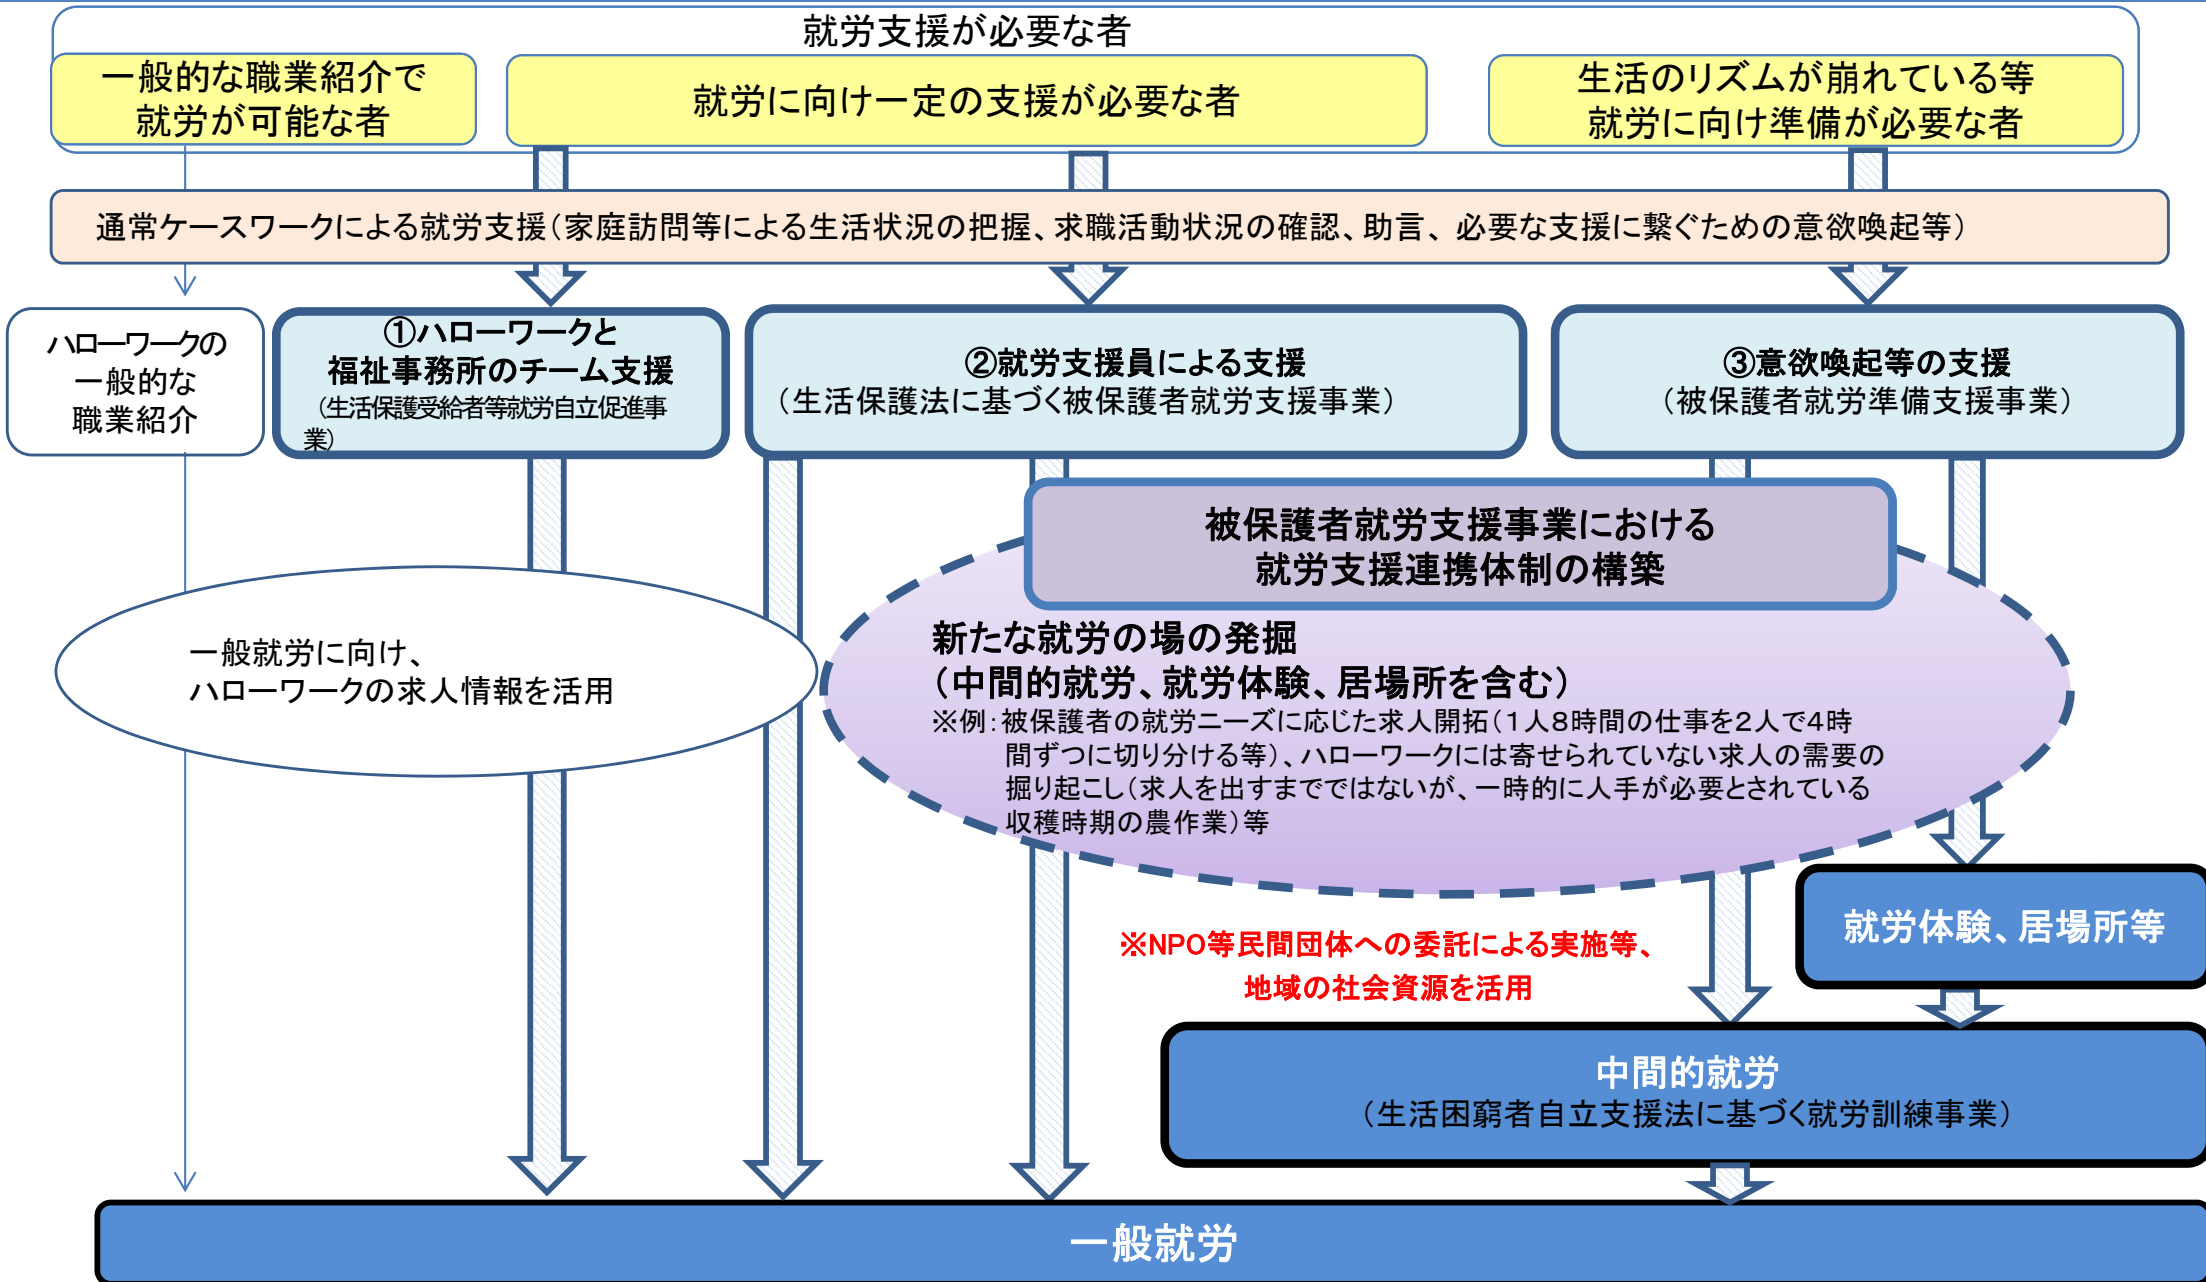 就労支援が必要な者
一般的な職業紹介で
就労が可能な者
就労に向け一定の支援が必要な者
生活のリズムが崩れている等
就労に向け準備が必要な者
通常ケースワークによる就労支援（家庭訪問等による生活状況の把握、求職活動状況の確認、助言、必要な支援に繋ぐための意欲喚起等）
ハローワークの
一般的な
職業紹介
①ハローワークと
福祉事務所のチーム支援
（生活保護受給者等就労自立促進事
業）
②就労支援員による支援
（生活保護法に基づく被保護者就労支援事業）
③意欲喚起等の支援
（被保護者就労準備支援事業）
被保護者就労支援事業における
就労支援連携体制の構築
一般就労に向け、
ハローワークの求人情報を活用
新たな就労の場の発掘
（中間的就労、就労体験、居場所を含む）
※例：被保護者の就労ニーズに応じた求人開拓（１人８時間の仕事を２人で４時
間ずつに切り分ける等）、ハローワークには寄せられていない求人の需要の
掘り起こし（求人を出すまでではないが、一時的に人手が必要とされている
収穫時期の農作業）等
就労体験、居場所等
※NPO等民間団体への委託による実施等、
地域の社会資源を活用
中間的就労
（生活困窮者自立支援法に基づく就労訓練事業）
一般就労